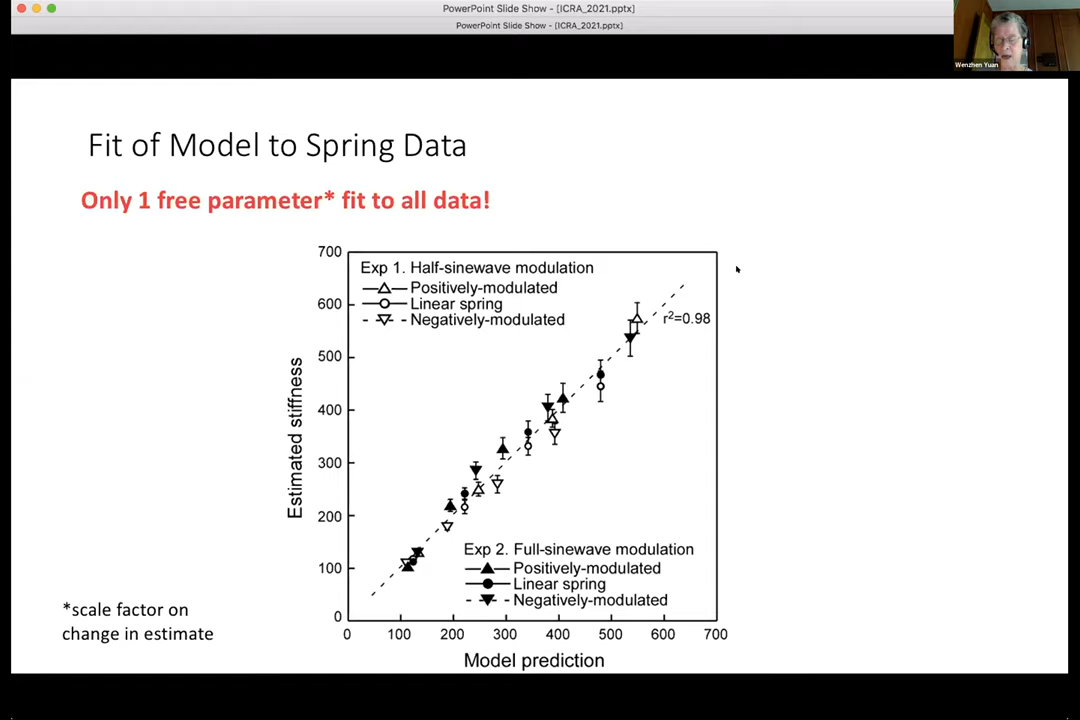 PowerPoint Slide Show - [ICRA_2021.pptx]
PowerPoint Slide Show - [ICRA_2021.pptx]
Wenzhen Yuan
Fit of Model to Spring Data
Only 1 free parameter* fit to all data!
700
600
500
400
300
200
100
0
Estimated stiffness
Exp 1. Half-sinewave modulation
Positively-modulated
Linear spring
Negatively-modulated
r²=0.98
Exp 2. Full-sinewave modulation
Positively-modulated
Linear spring
Negatively-modulated
0 100 200 300 400 500 600 700
Model prediction
*scale factor on
change in estimate